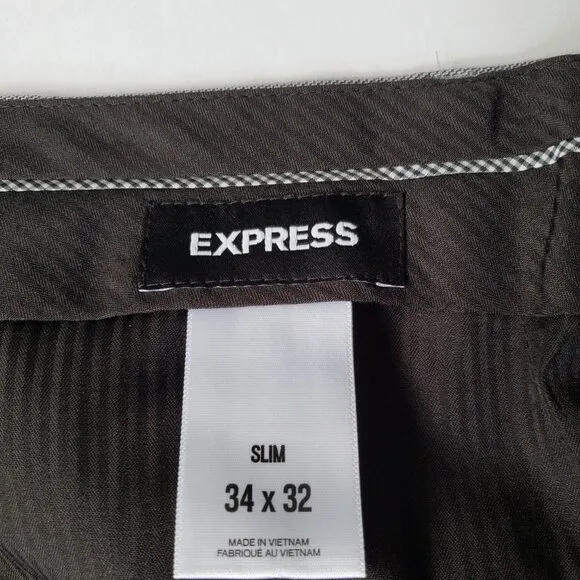 EXPRESS
SLIM
34 x 32
MADE IN VIETNAM
FABRIQUÉ AU VIETNAM